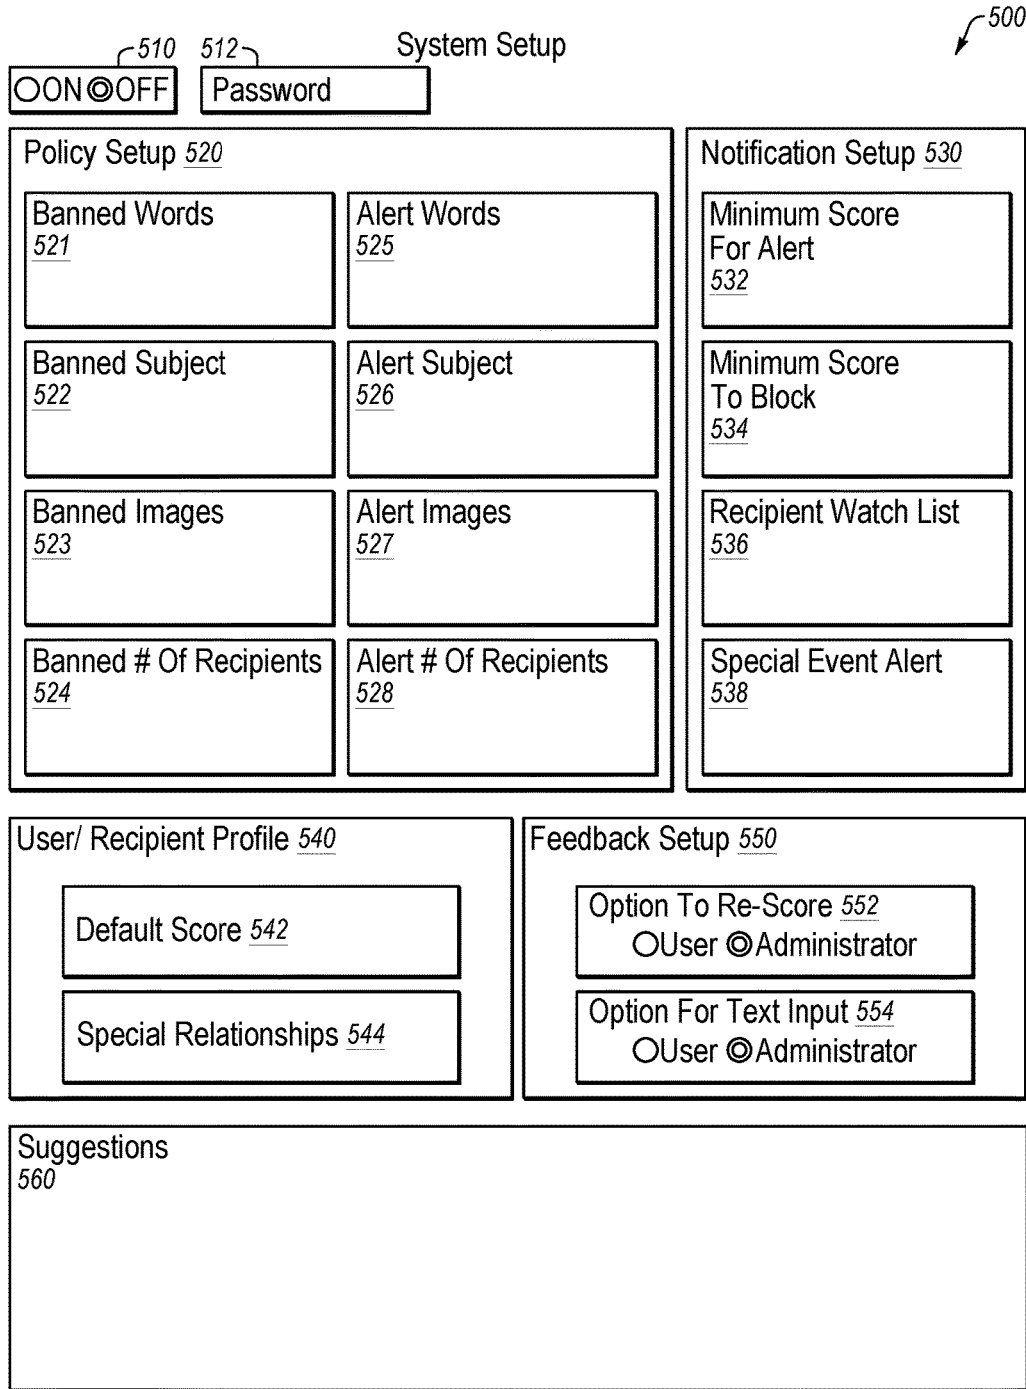 500
System Setup
510 512
ON OFF Password
Policy Setup 520
Banned Words
521
Alert Words
525
Banned Subject
522
Alert Subject
526
Banned Images
523
Alert Images
527
Banned # Of Recipients
524
Alert # Of Recipients
528
Notification Setup 530
Minimum Score
For Alert
532
Minimum Score
To Block
534
Recipient Watch List
536
Special Event Alert
538
User/ Recipient Profile 540
Default Score 542
Special Relationships 544
Feedback Setup 550
Option To Re-Score 552
User Administrator
Option For Text Input 554
User Administrator
Suggestions
560